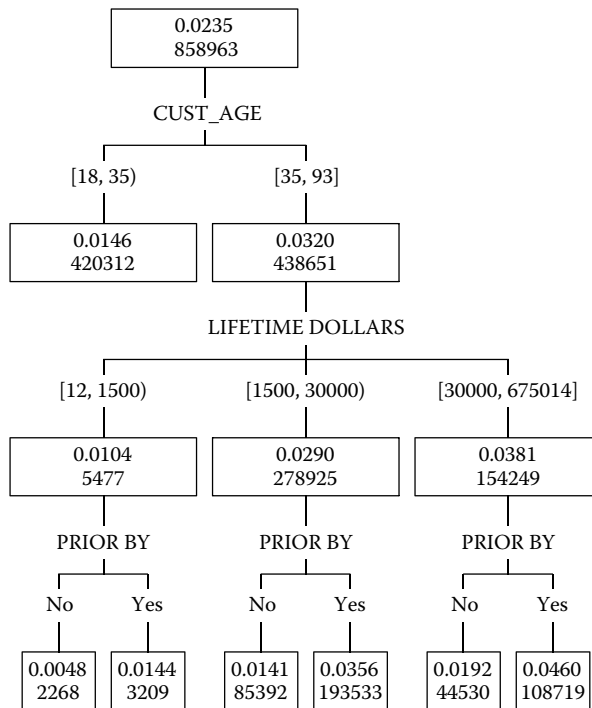 0.0235
858963
CUST_AGE
[18, 35) [35, 93]
0.0146 0.0320
420312 438651
LIFETIME DOLLARS
[12, 1500) [1500, 30000) [30000, 675014]
0.0104 0.0290 0.0381
5477 278925 154249
PRIOR BY PRIOR BY PRIOR BY
No Yes No Yes No Yes
0.0048 0.0144 0.0141 0.0356 0.0192 0.0460
2268 3209 85392 193533 44530 108719